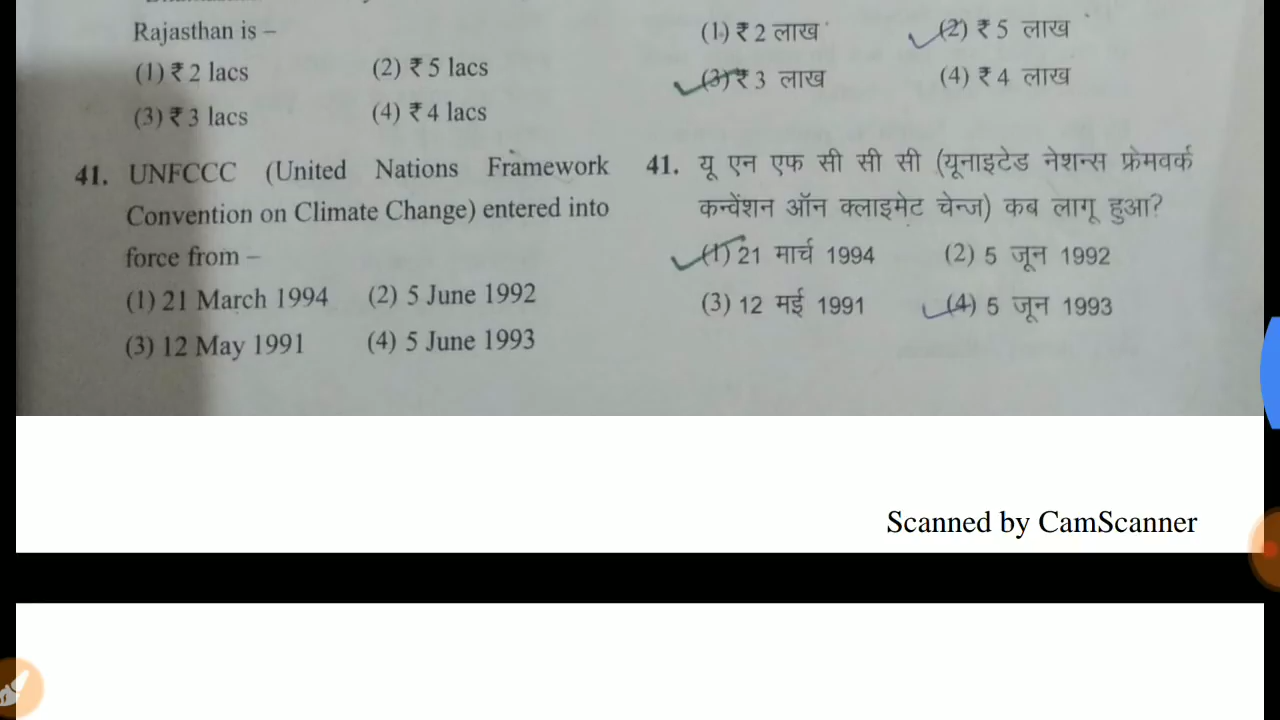 Rajasthan is –
(1) ₹ 2 lacs (2) ₹ 5 lacs
(3) ₹ 3 lacs (4) ₹ 4 lacs
41. UNFCCC (United Nations Framework
Convention on Climate Change) entered into
force from –
(1) 21 March 1994 (2) 5 June 1992
(3) 12 May 1991 (4) 5 June 1993
(1) ₹ 2 लाख (2) ₹ 5 लाख
(3) ₹ 3 लाख (4) ₹ 4 लाख
41. यू एन एफ सी सी सी (यूनाइटेड नेशन्स फ्रेमवर्क
कन्वेंशन ऑन क्लाइमेट चेन्ज) कब लागू हुआ?
(1) 21 मार्च 1994 (2) 5 जून 1992
(3) 12 मई 1991 (4) 5 जून 1993
Scanned by CamScanner